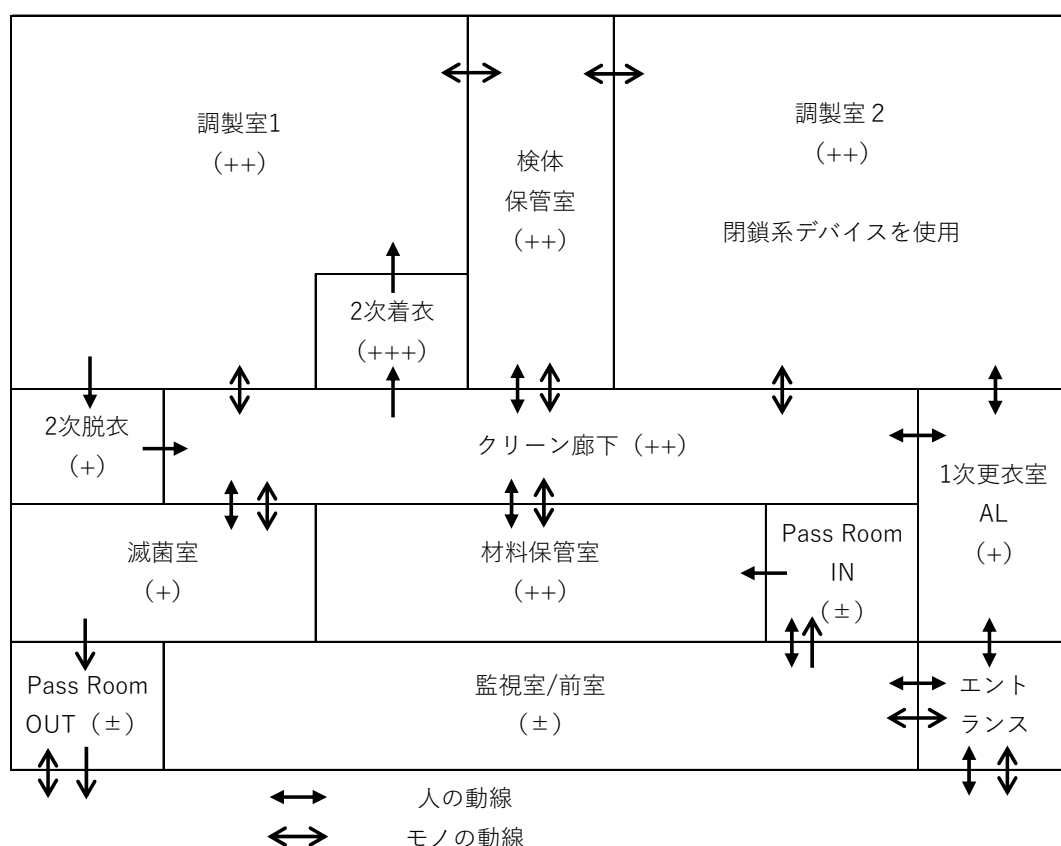 調製室1
(++)
検体
保管室
(++)
調製室２
(++)
閉鎖系デバイスを使用
2次着衣
(+++)
2次脱衣
(+)
クリーン廊下 (++)
1次更衣室
AL
(+)
滅菌室
(+)
材料保管室
(++)
Pass Room
IN
(±)
Pass Room
OUT (±)
監視室/前室
(±)
エント
ランス
人の動線
モノの動線